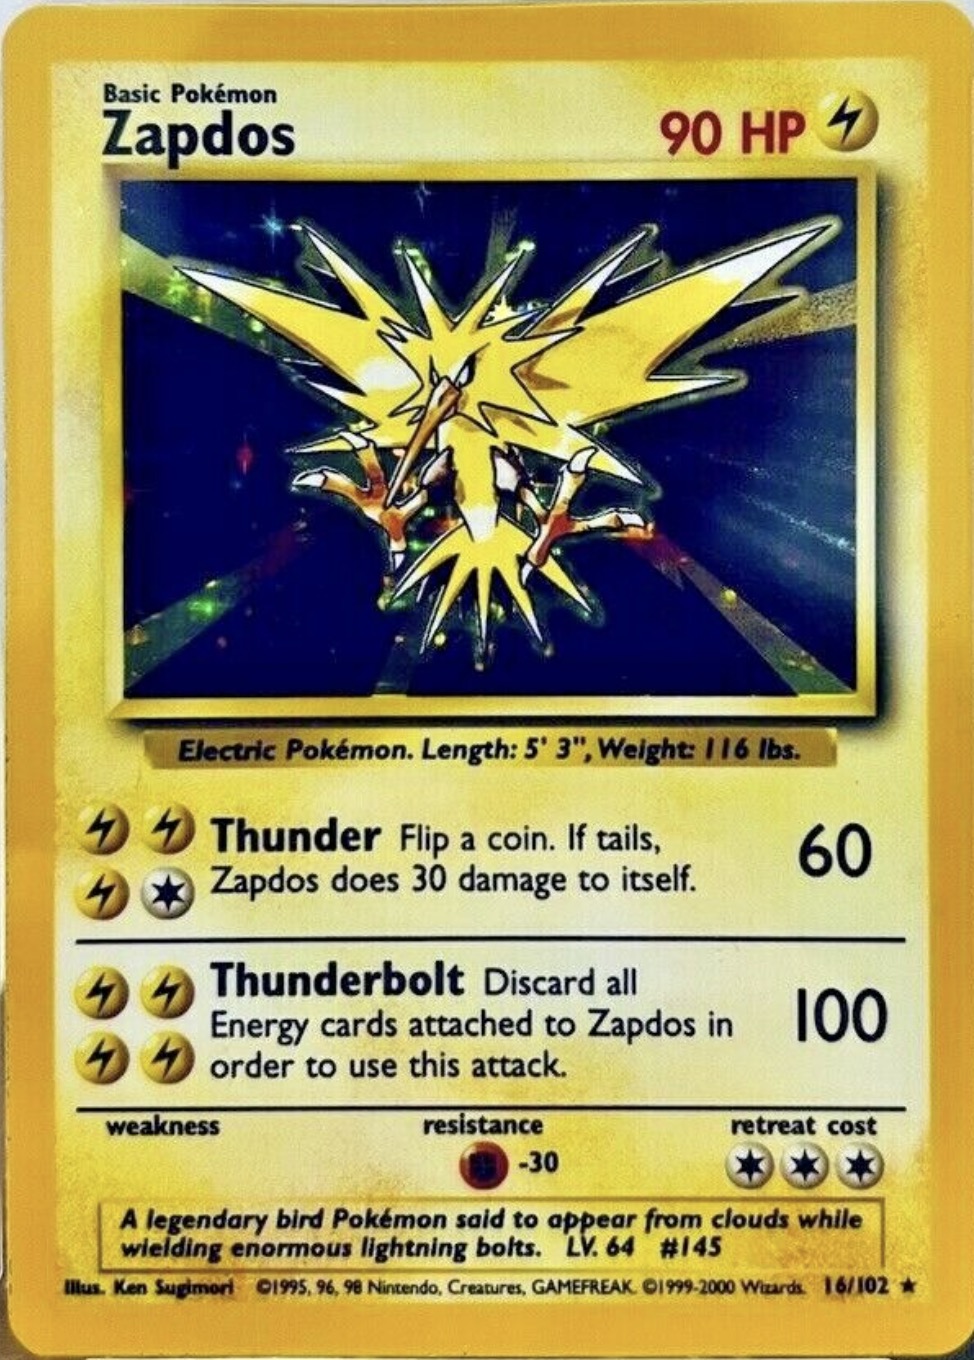 Basic Pokémon
Zapdos
90 HP
Electric Pokémon. Length: 5' 3", Weight: 116 lbs.
Thunder Flip a coin. If tails,
Zapdos does 30 damage to itself.
60
Thunderbolt Discard all
Energy cards attached to Zapdos in
order to use this attack.
100
weakness resistance retreat cost
-30
A legendary bird Pokémon said to appear from clouds while
wielding enormous lightning bolts. LV. 64 #145
Illus. Ken Sugimori ©1995, 96, 98 Nintendo, Creatures, GAMEFREAK. ©1999-2000 Wizards. 16/102 ★